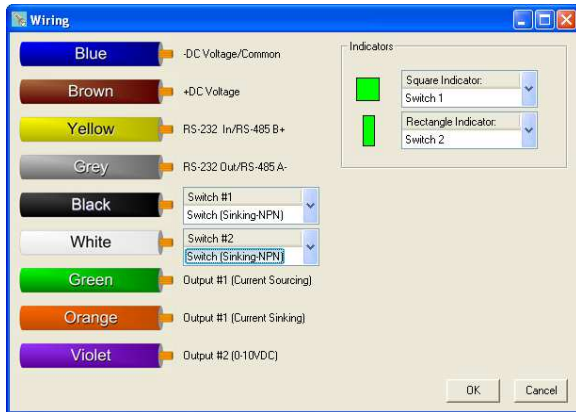 Wiring
Blue -DC Voltage/Common
Brown +DC Voltage
Yellow RS-232 In/RS-485 B+
Grey RS-232 Out/RS-485 A-
Black Switch #1
Switch (Sinking-NPN)
White Switch #2
Switch (Sinking-NPN)
Green Output #1 (Current Sourcing)
Orange Output #1 (Current Sinking)
Violet Output #2 (0-10VDC)
Indicators
Square Indicator:
Switch 1
Rectangle Indicator:
Switch 2
OK Cancel